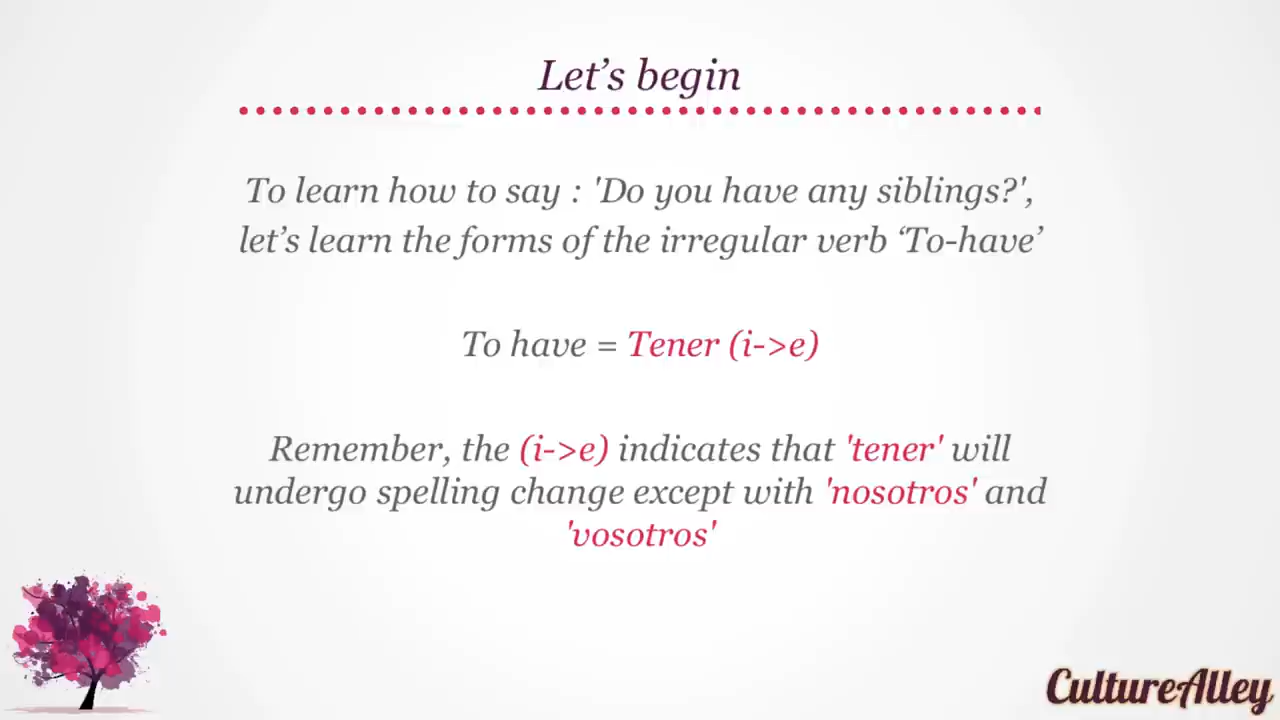 Let’s begin
To learn how to say : 'Do you have any siblings?',
let’s learn the forms of the irregular verb ‘To-have’
To have = Tener (i->e)
Remember, the (i->e) indicates that 'tener' will
undergo spelling change except with 'nosotros' and
'vosotros'
CultureAlley